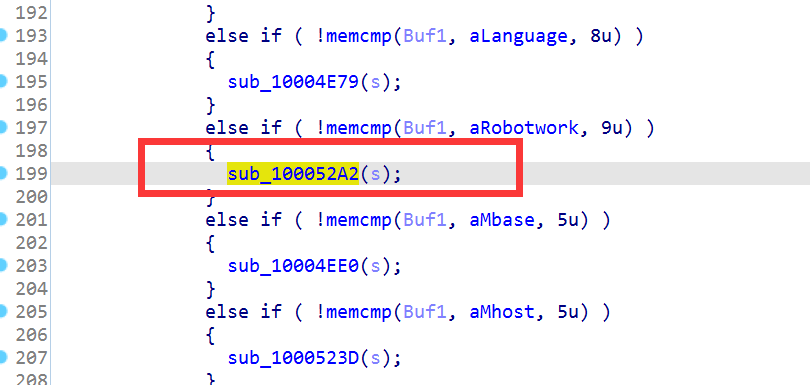 192 }
193 else if ( !memcmp(Buf1, aLanguage, 8u) )
194 {
195 sub_10004E79(s);
196 }
197 else if ( !memcmp(Buf1, aRobotwork, 9u) )
198 {
199 sub_100052A2(s);
200 }
201 else if ( !memcmp(Buf1, aMbase, 5u) )
202 {
203 sub_10004EE0(s);
204 }
205 else if ( !memcmp(Buf1, aMhost, 5u) )
206 {
207 sub_1000523D(s);
208 }